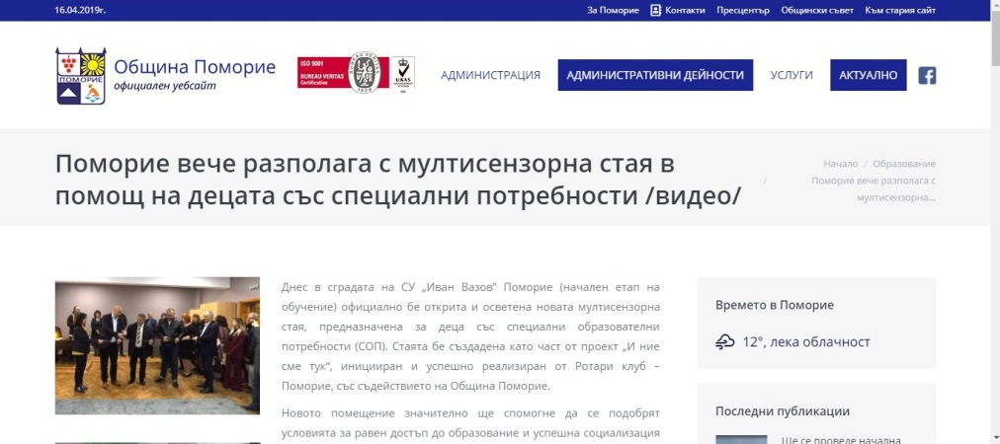 16.04.2019г.
За Поморие Контакти Пресцентър Общински съвет Към стария сайт
ПОМОРИЕ
Община Поморие
официален уебсайт
ISO 9001
BUREAU VERITAS
Certification
UKAS
АДМИНИСТРАЦИЯ АДМИНИСТРАТИВНИ ДЕЙНОСТИ УСЛУГИ АКТУАЛНО
Поморие вече разполага с мултисензорна стая в
помощ на децата със специални потребности /видео/
Начало / Образование
/ Поморие вече разполага с
мултисензорна...
Днес в сградата на СУ „Иван Вазов” Поморие (начален етап на
обучение) официално бе открита и осветена новата мултисензорна
стая, предназначена за деца със специални образователни
потребности (СОП). Стаята бе създадена като част от проект „И ние
сме тук“, иницииран и успешно реализиран от Ротари клуб –
Поморие, със съдействието на Община Поморие.
Новото помещение значително ще спомогне да се подобрят
условията за равен достъп до образование и успешна социализация
Времето в Поморие
12°, лека облачност
Последни публикации
Ще се проведе начална